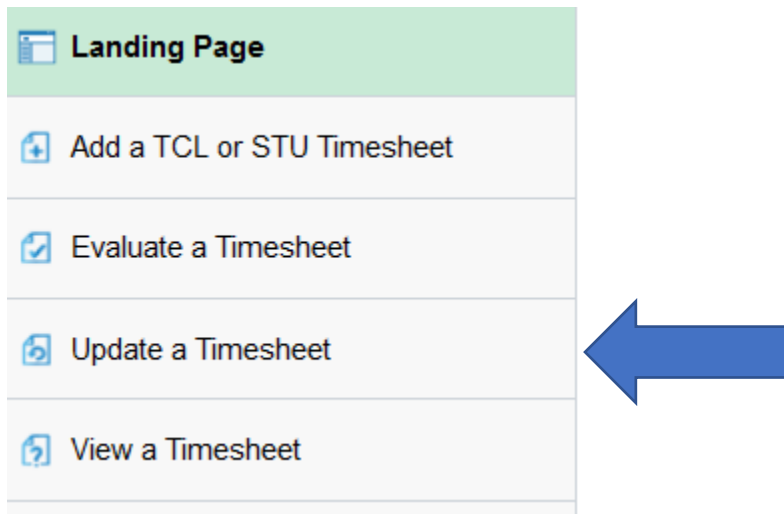 Landing Page
Add a TCL or STU Timesheet
Evaluate a Timesheet
Update a Timesheet
View a Timesheet